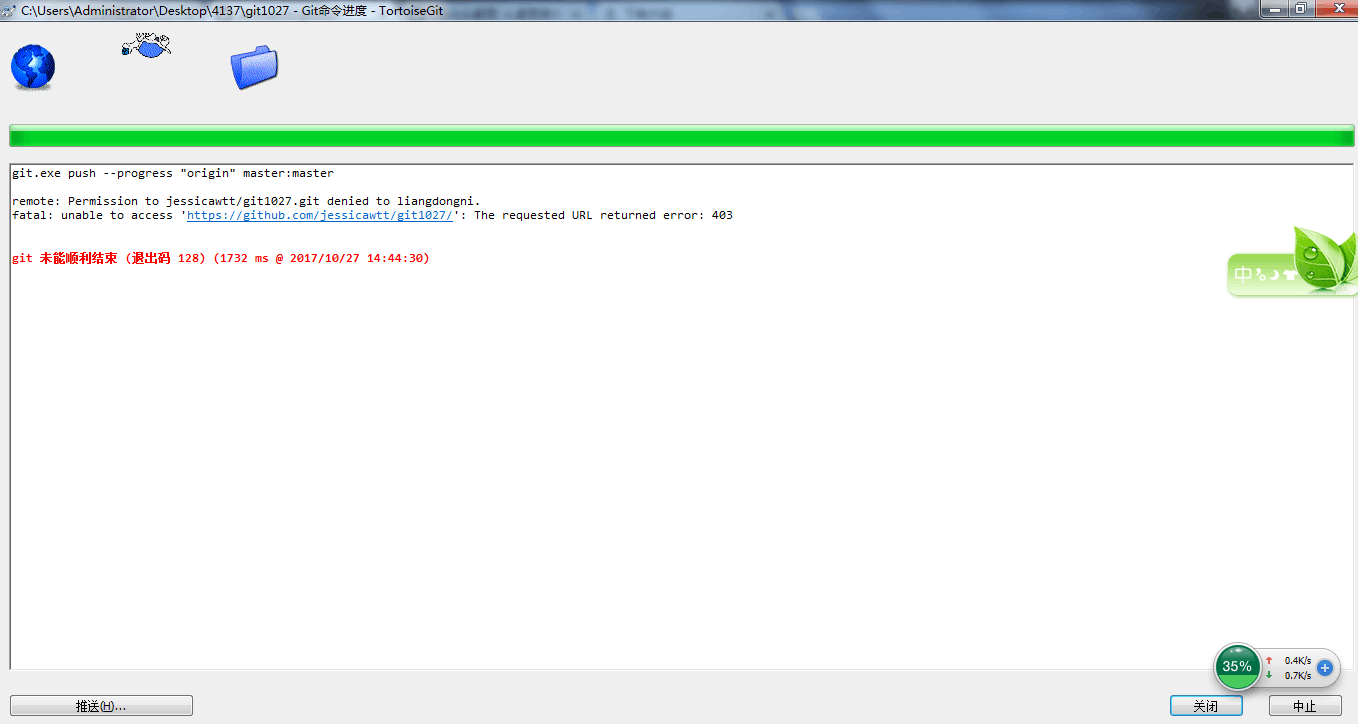 C:\Users\Administrator\Desktop\4137\git1027 - Git命令进度 - TortoiseGit
git.exe push --progress "origin" master:master
remote: Permission to jessicawtt/git1027.git denied to liangdongni.
fatal: unable to access 'https://github.com/jessicawtt/git1027/': The requested URL returned error: 403
git 未能顺利结束 (退出码 128) (1732 ms @ 2017/10/27 14:44:30)
中
35%
0.4K/s
0.7K/s
推送(H)...
关闭
中止